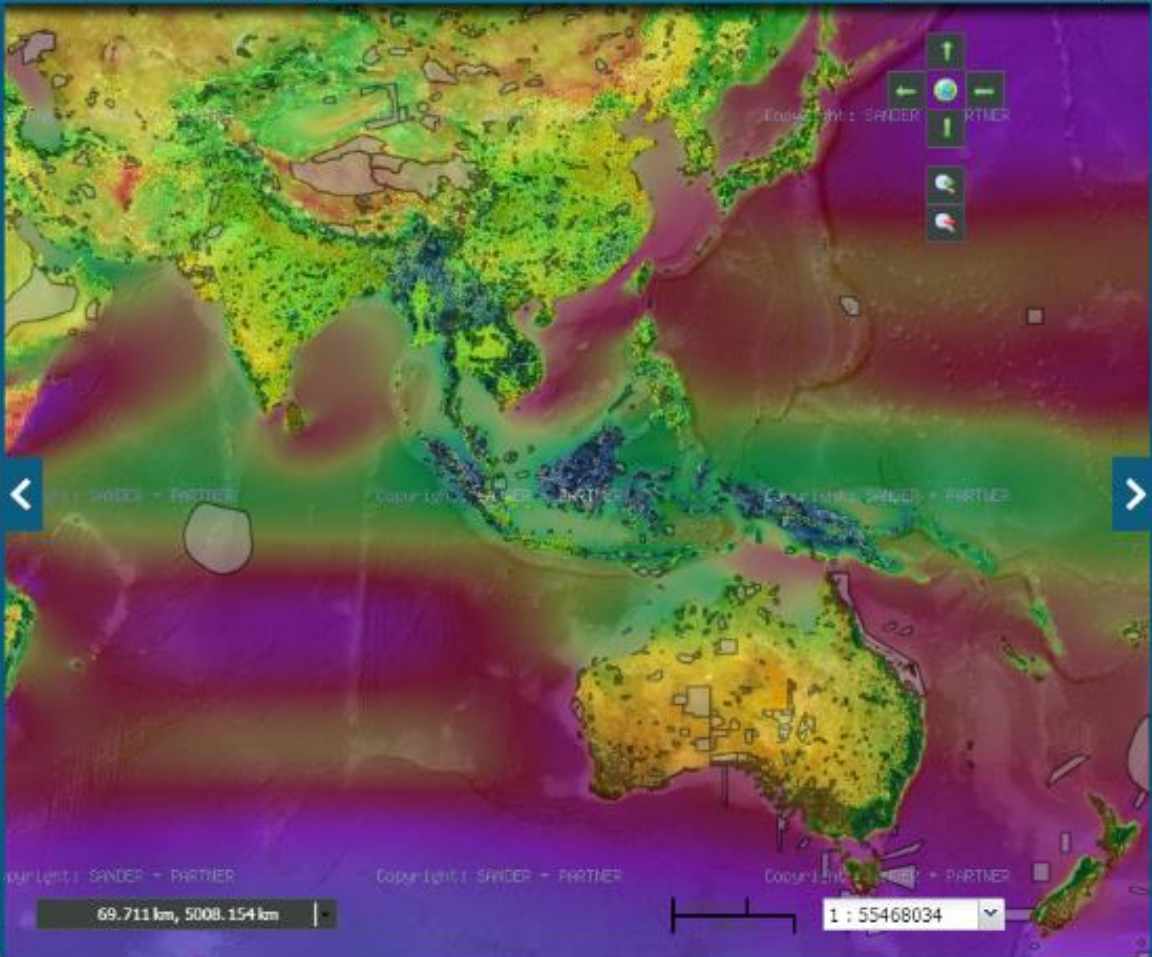 Copyright: SANDER + PARTNER
Copyright: SANDER + PARTNER
Copyright: SANDER + PARTNER
Copyright: SANDER + PARTNER
opyright: SANDER + PARTNER
Copyright: SANDER + PARTNER
Copyright: SANDER + PARTNER
69.711 km, 5008.154 km
1 : 55468034